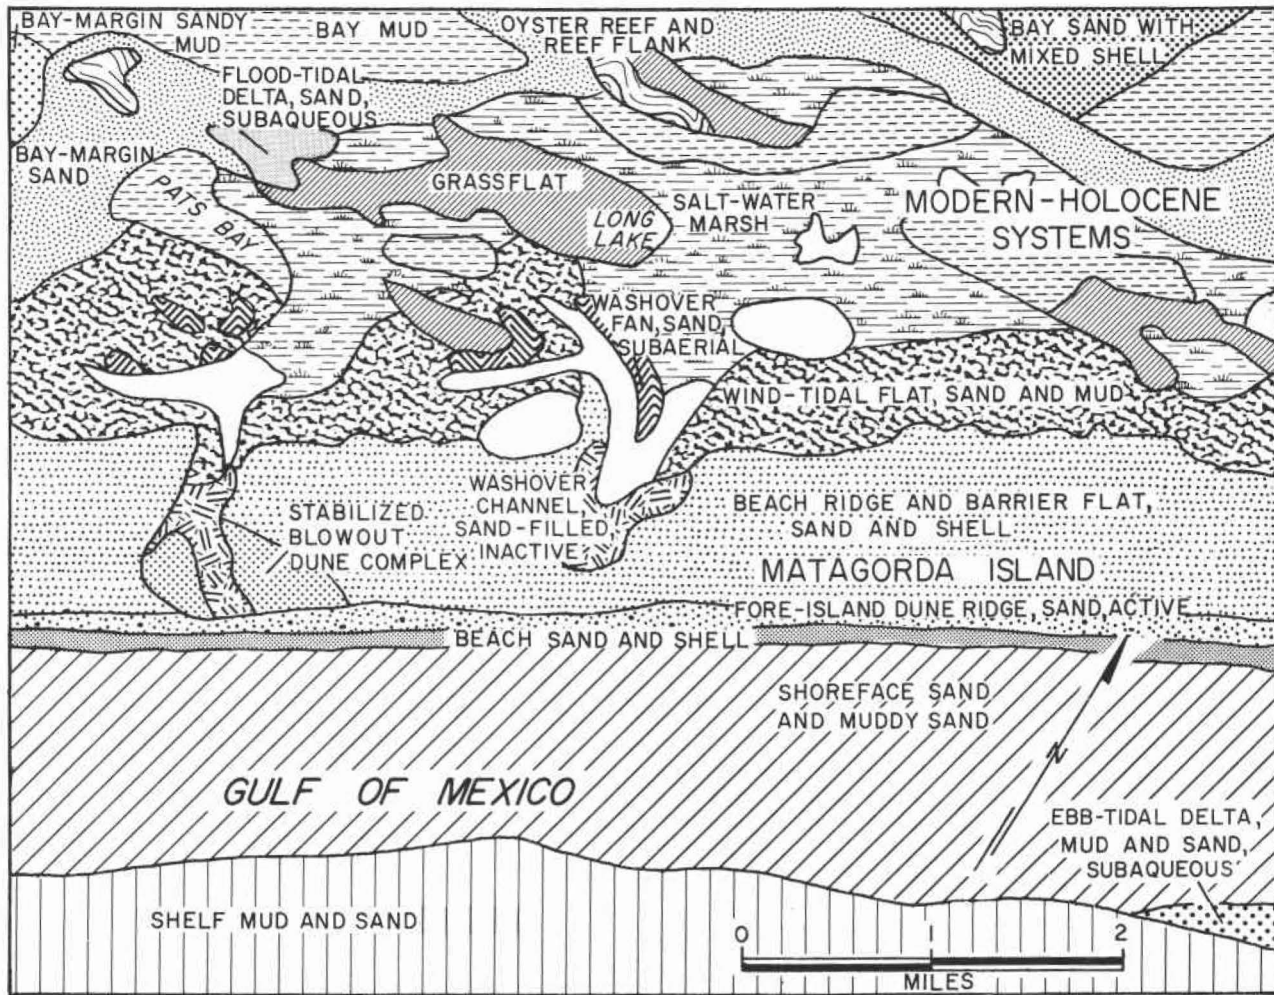 BAY-MARGIN SANDY
MUD
BAY MUD
OYSTER REEF AND
REEF FLANK
BAY SAND WITH
MIXED SHELL
FLOOD-TIDAL
DELTA, SAND,
SUBAQUEOUS
BAY-MARGIN
SAND
PATS
BAY
GRASSFLAT
LONG
LAKE
SALT-WATER
MARSH
MODERN-HOLOCENE
SYSTEMS
WASHOVER
FAN, SAND,
SUBAERIAL
WIND-TIDAL FLAT, SAND AND MUD
WASHOVER
CHANNEL,
SAND-FILLED
INACTIVE
STABILIZED
BLOWOUT
DUNE COMPLEX
BEACH RIDGE AND BARRIER FLAT,
SAND AND SHELL
MATAGORDA ISLAND
FORE-ISLAND DUNE RIDGE, SAND, ACTIVE
BEACH SAND AND SHELL
SHOREFACE SAND
AND MUDDY SAND
N
GULF OF MEXICO
EBB-TIDAL DELTA,
MUD AND SAND,
SUBAQUEOUS
SHELF MUD AND SAND
0 1 2
MILES